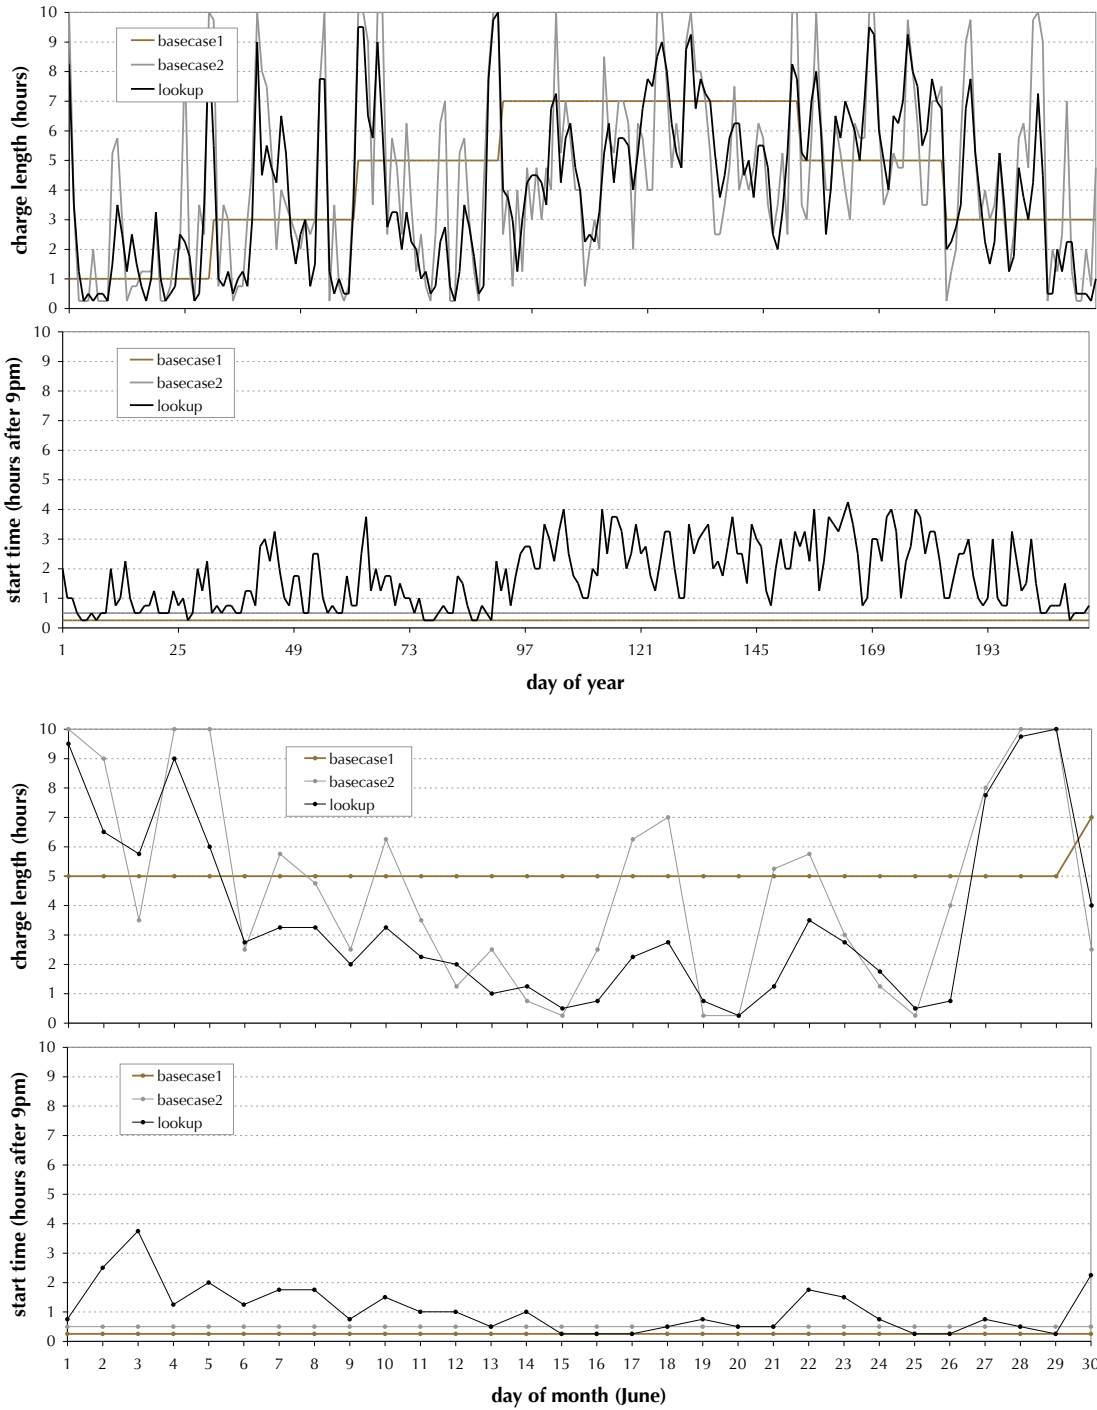 10
9
8
7
6
5
4
3
2
1
0
charge length (hours)
basecase1
basecase2
lookup
10
9
8
7
6
5
4
3
2
1
0
start time (hours after 9pm)
basecase1
basecase2
lookup
1 25 49 73 97 121 145 169 193
day of year
10
9
8
7
6
5
4
3
2
1
0
charge length (hours)
basecase1
basecase2
lookup
10
9
8
7
6
5
4
3
2
1
0
start time (hours after 9pm)
basecase1
basecase2
lookup
1 2 3 4 5 6 7 8 9 10 11 12 13 14 15 16 17 18 19 20 21 22 23 24 25 26 27 28 29 30
day of month (June)